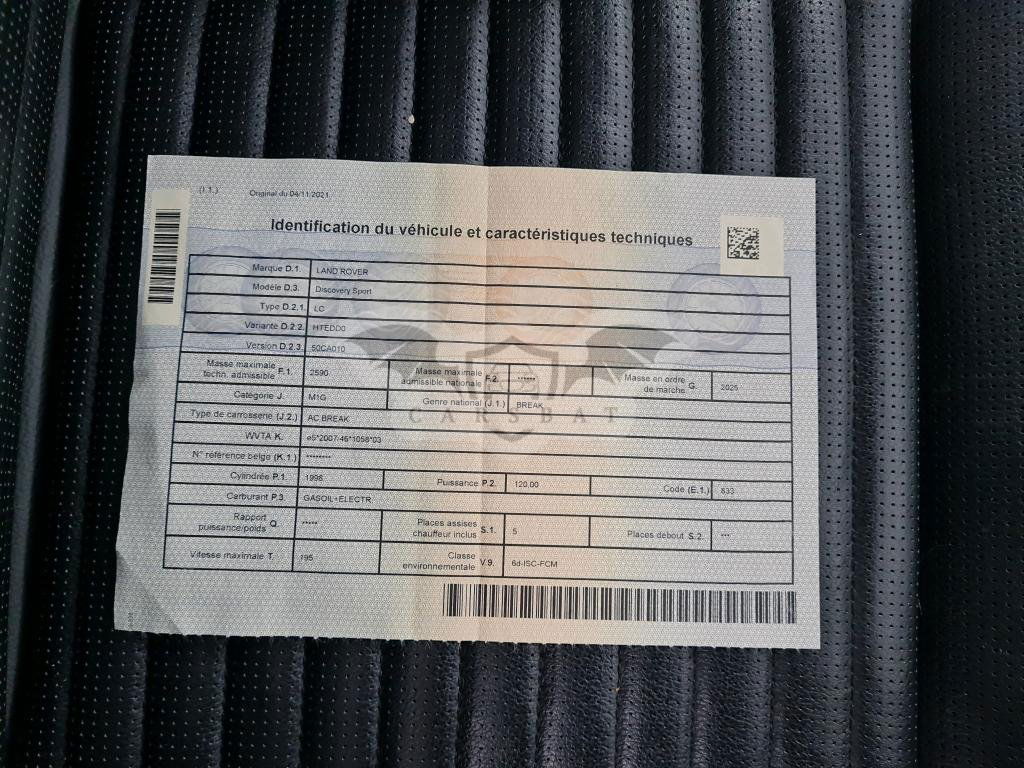 (I.1.) Original du 04/11/2021
Identification du véhicule et caractéristiques techniques
Marque D.1. LAND ROVER
Modèle D.3. Discovery Sport
Type D.2.1. LC
Variante D.2.2. HTEDD0
Version D.2.3. 50CA010
Masse maximale techn. admissible F.1. 2590 Masse maximale admissible nationale F.2. ****** Masse en ordre de marche G. 2025
Catégorie J. M1G Genre national (J.1.) BREAK
Type de carrosserie (J.2.) AC BREAK
CARSBAT
WVTA K. e5*2007/46*1058*03
N° référence belge (K.1.) ********
Cylindrée P.1. 1998 Puissance P.2. 120.00 Code (E.1.) 833
Carburant P.3. GASOIL+ELECTR.
Rapport puissance/poids Q. ***** Places assises chauffeur inclus S.1. 5 Places debout S.2. ***
Vitesse maximale T. 195 Classe environnementale V.9. 6d-ISC-FCM